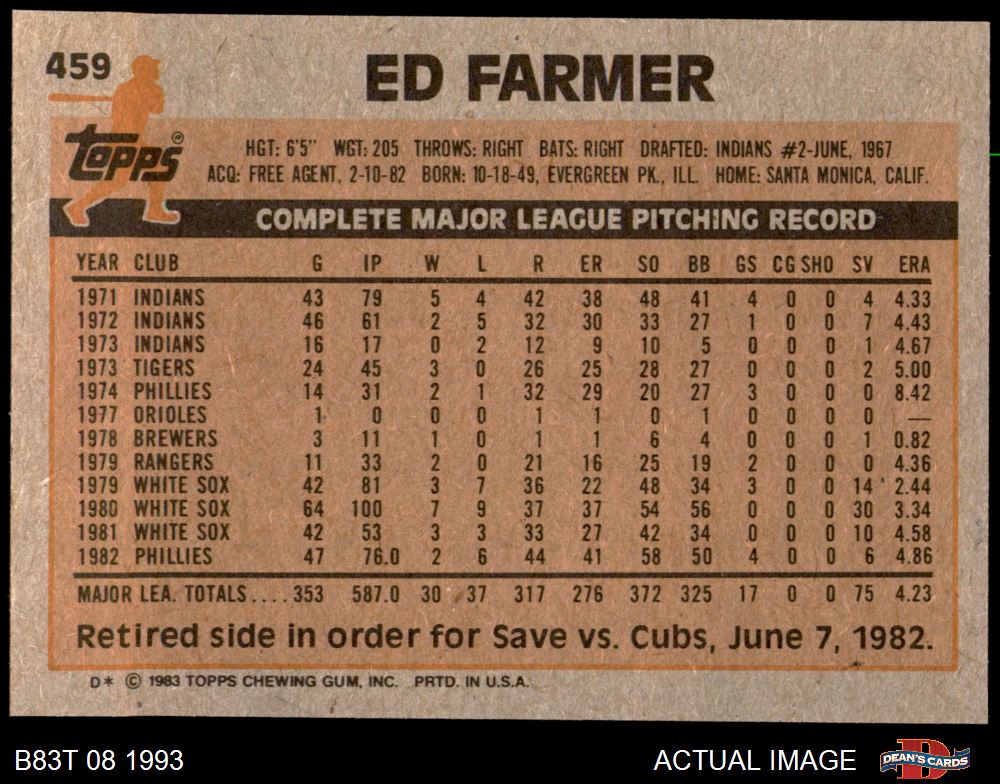 459
ED FARMER
topps®
HGT: 6'5" WGT: 205 THROWS: RIGHT BATS: RIGHT DRAFTED: INDIANS #2-JUNE, 1967
ACQ: FREE AGENT, 2-10-82 BORN: 10-18-49, EVERGREEN PK., ILL. HOME: SANTA MONICA, CALIF.
COMPLETE MAJOR LEAGUE PITCHING RECORD
YEAR CLUB G IP W L R ER SO BB GS CG SHO SV ERA
1971 INDIANS 43 79 5 4 42 38 48 41 4 0 0 4 4.33
1972 INDIANS 46 61 2 5 32 30 33 27 1 0 0 7 4.43
1973 INDIANS 16 17 0 2 12 9 10 5 0 0 0 1 4.67
1973 TIGERS 24 45 3 0 26 25 28 27 0 0 0 2 5.00
1974 PHILLIES 14 31 2 1 32 29 20 27 3 0 0 0 8.42
1977 ORIOLES 1 0 0 0 1 1 0 1 0 0 0 0 —
1978 BREWERS 3 11 1 0 1 1 6 4 0 0 0 1 0.82
1979 RANGERS 11 33 2 0 21 16 25 19 2 0 0 0 4.36
1979 WHITE SOX 42 81 3 7 36 22 48 34 3 0 0 14 2.44
1980 WHITE SOX 64 100 7 9 37 37 54 56 0 0 0 30 3.34
1981 WHITE SOX 42 53 3 3 33 27 42 34 0 0 0 10 4.58
1982 PHILLIES 47 76.0 2 6 44 41 58 50 4 0 0 6 4.86
MAJOR LEA. TOTALS....353 587.0 30 37 317 276 372 325 17 0 0 75 4.23
Retired side in order for Save vs. Cubs, June 7, 1982.
D* © 1983 TOPPS CHEWING GUM, INC. PRTD. IN U.S.A.
B83T 08 1993 ACTUAL IMAGE DEAN'S CARDS